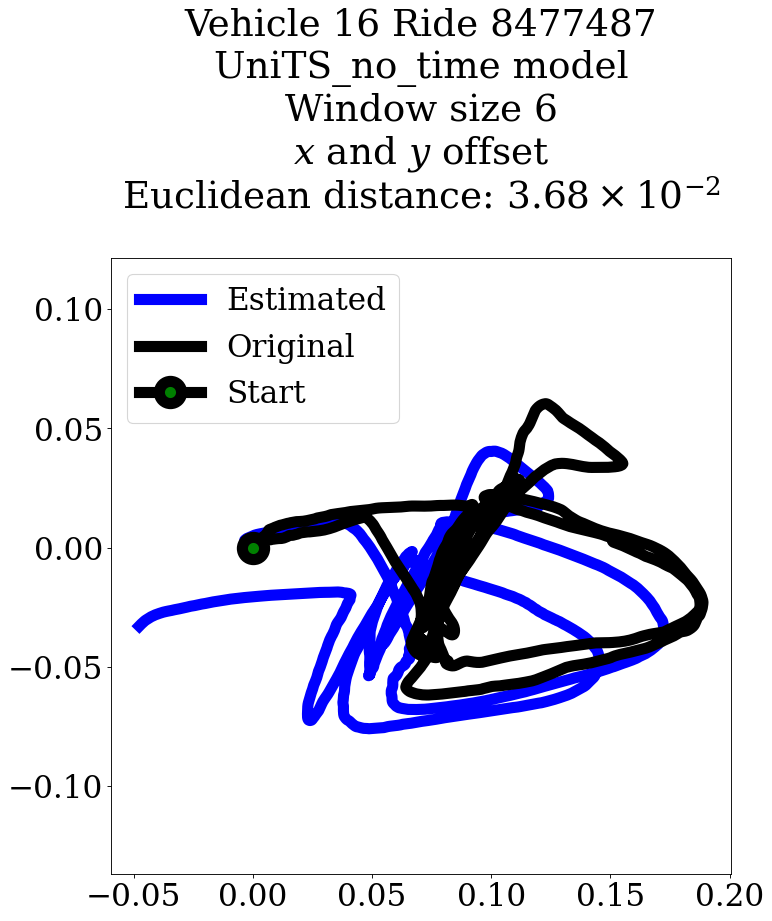 Vehicle 16 Ride 8477487
UniTS_no_time model
Window size 6
x and y offset
Euclidean distance: 3.68 × 10⁻²
Estimated
Original
Start
0.10
0.05
0.00
−0.05
−0.10
−0.05 0.00 0.05 0.10 0.15 0.20